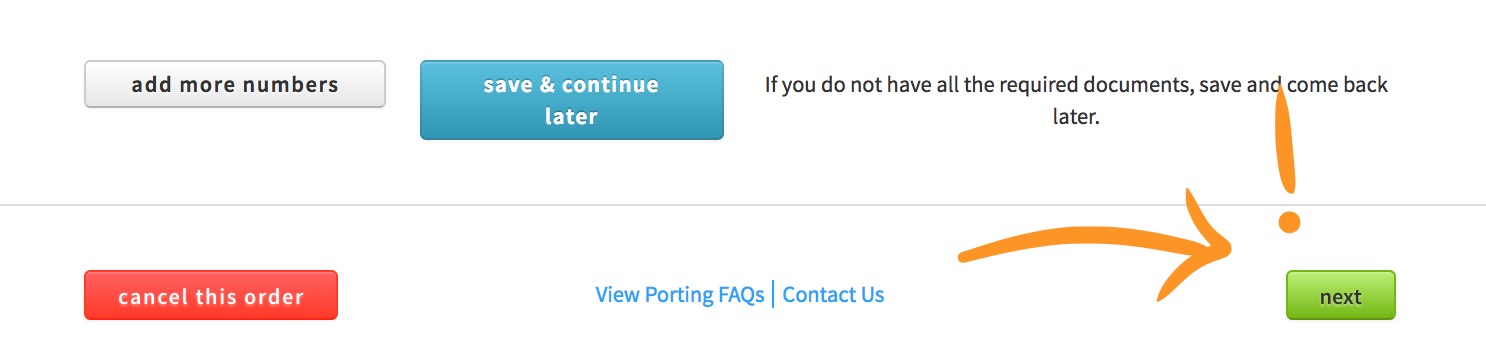 add more numbers
save & continue
later
If you do not have all the required documents, save and come back
later.
cancel this order
View Porting FAQs | Contact Us
next